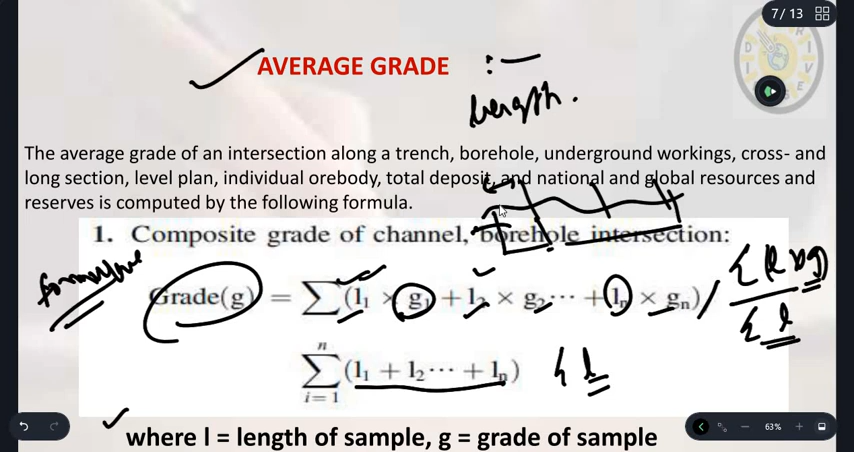 7 / 13
AVERAGE GRADE :-
length.
The average grade of an intersection along a trench, borehole, underground workings, cross- and
long section, level plan, individual orebody, total deposit, and national and global resources and
reserves is computed by the following formula.
1. Composite grade of channel, borehole intersection:
Grade(g) = ∑(l₁ × g₁ + l₂ × g₂··· + lₙ × gₙ)/
n
∑(l₁ + l₂··· + lₙ) ∑ l
i=1
where l = length of sample, g = grade of sample
63%